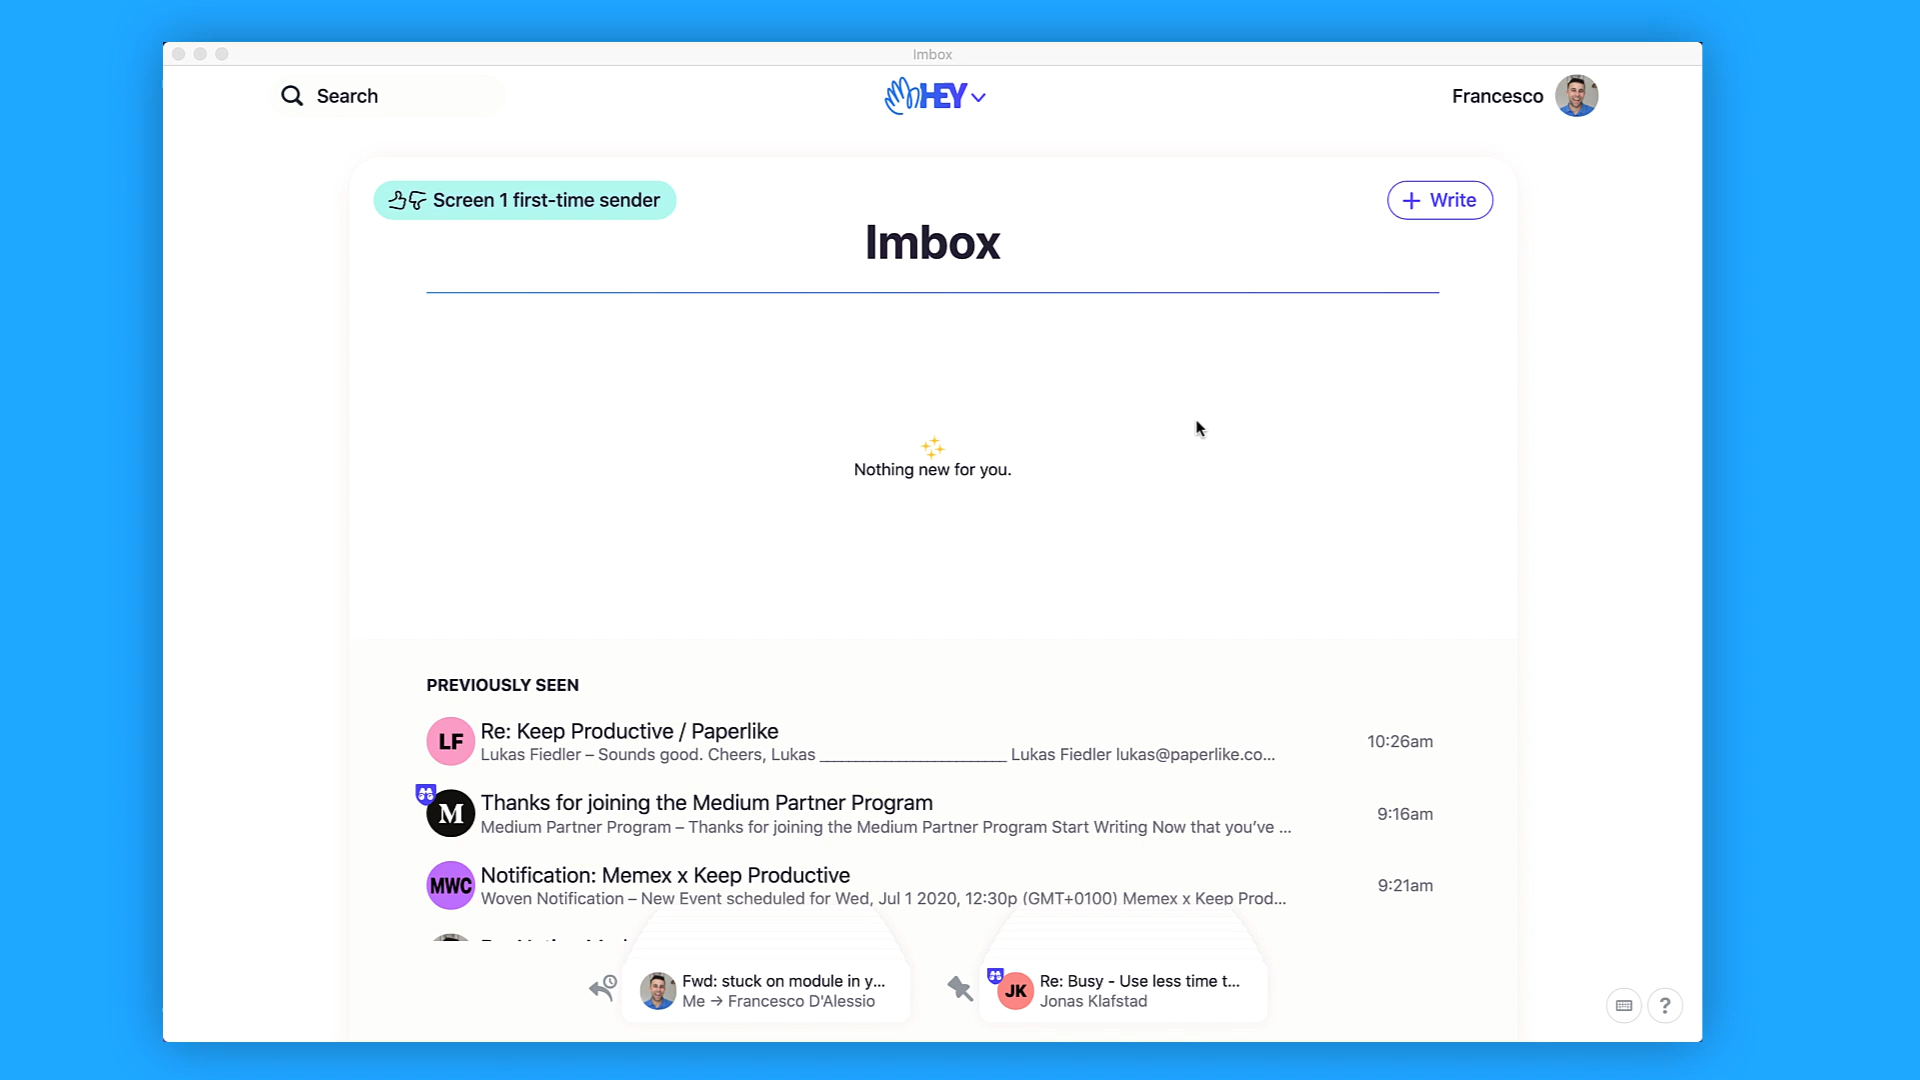 Imbox
Search
HEY
Francesco
Screen 1 first-time sender
+ Write
Imbox
Nothing new for you.
PREVIOUSLY SEEN
LF
Re: Keep Productive / Paperlike
Lukas Fiedler – Sounds good. Cheers, Lukas __________________________ Lukas Fiedler lukas@paperlike.co...
10:26am
M
Thanks for joining the Medium Partner Program
Medium Partner Program – Thanks for joining the Medium Partner Program Start Writing Now that you've ...
9:16am
MWC
Notification: Memex x Keep Productive
Woven Notification – New Event scheduled for Wed, Jul 1 2020, 12:30p (GMT+0100) Memex x Keep Prod...
9:21am
Fwd: stuck on module in y...
Me → Francesco D'Alessio
JK
Re: Busy - Use less time t...
Jonas Klafstad
?